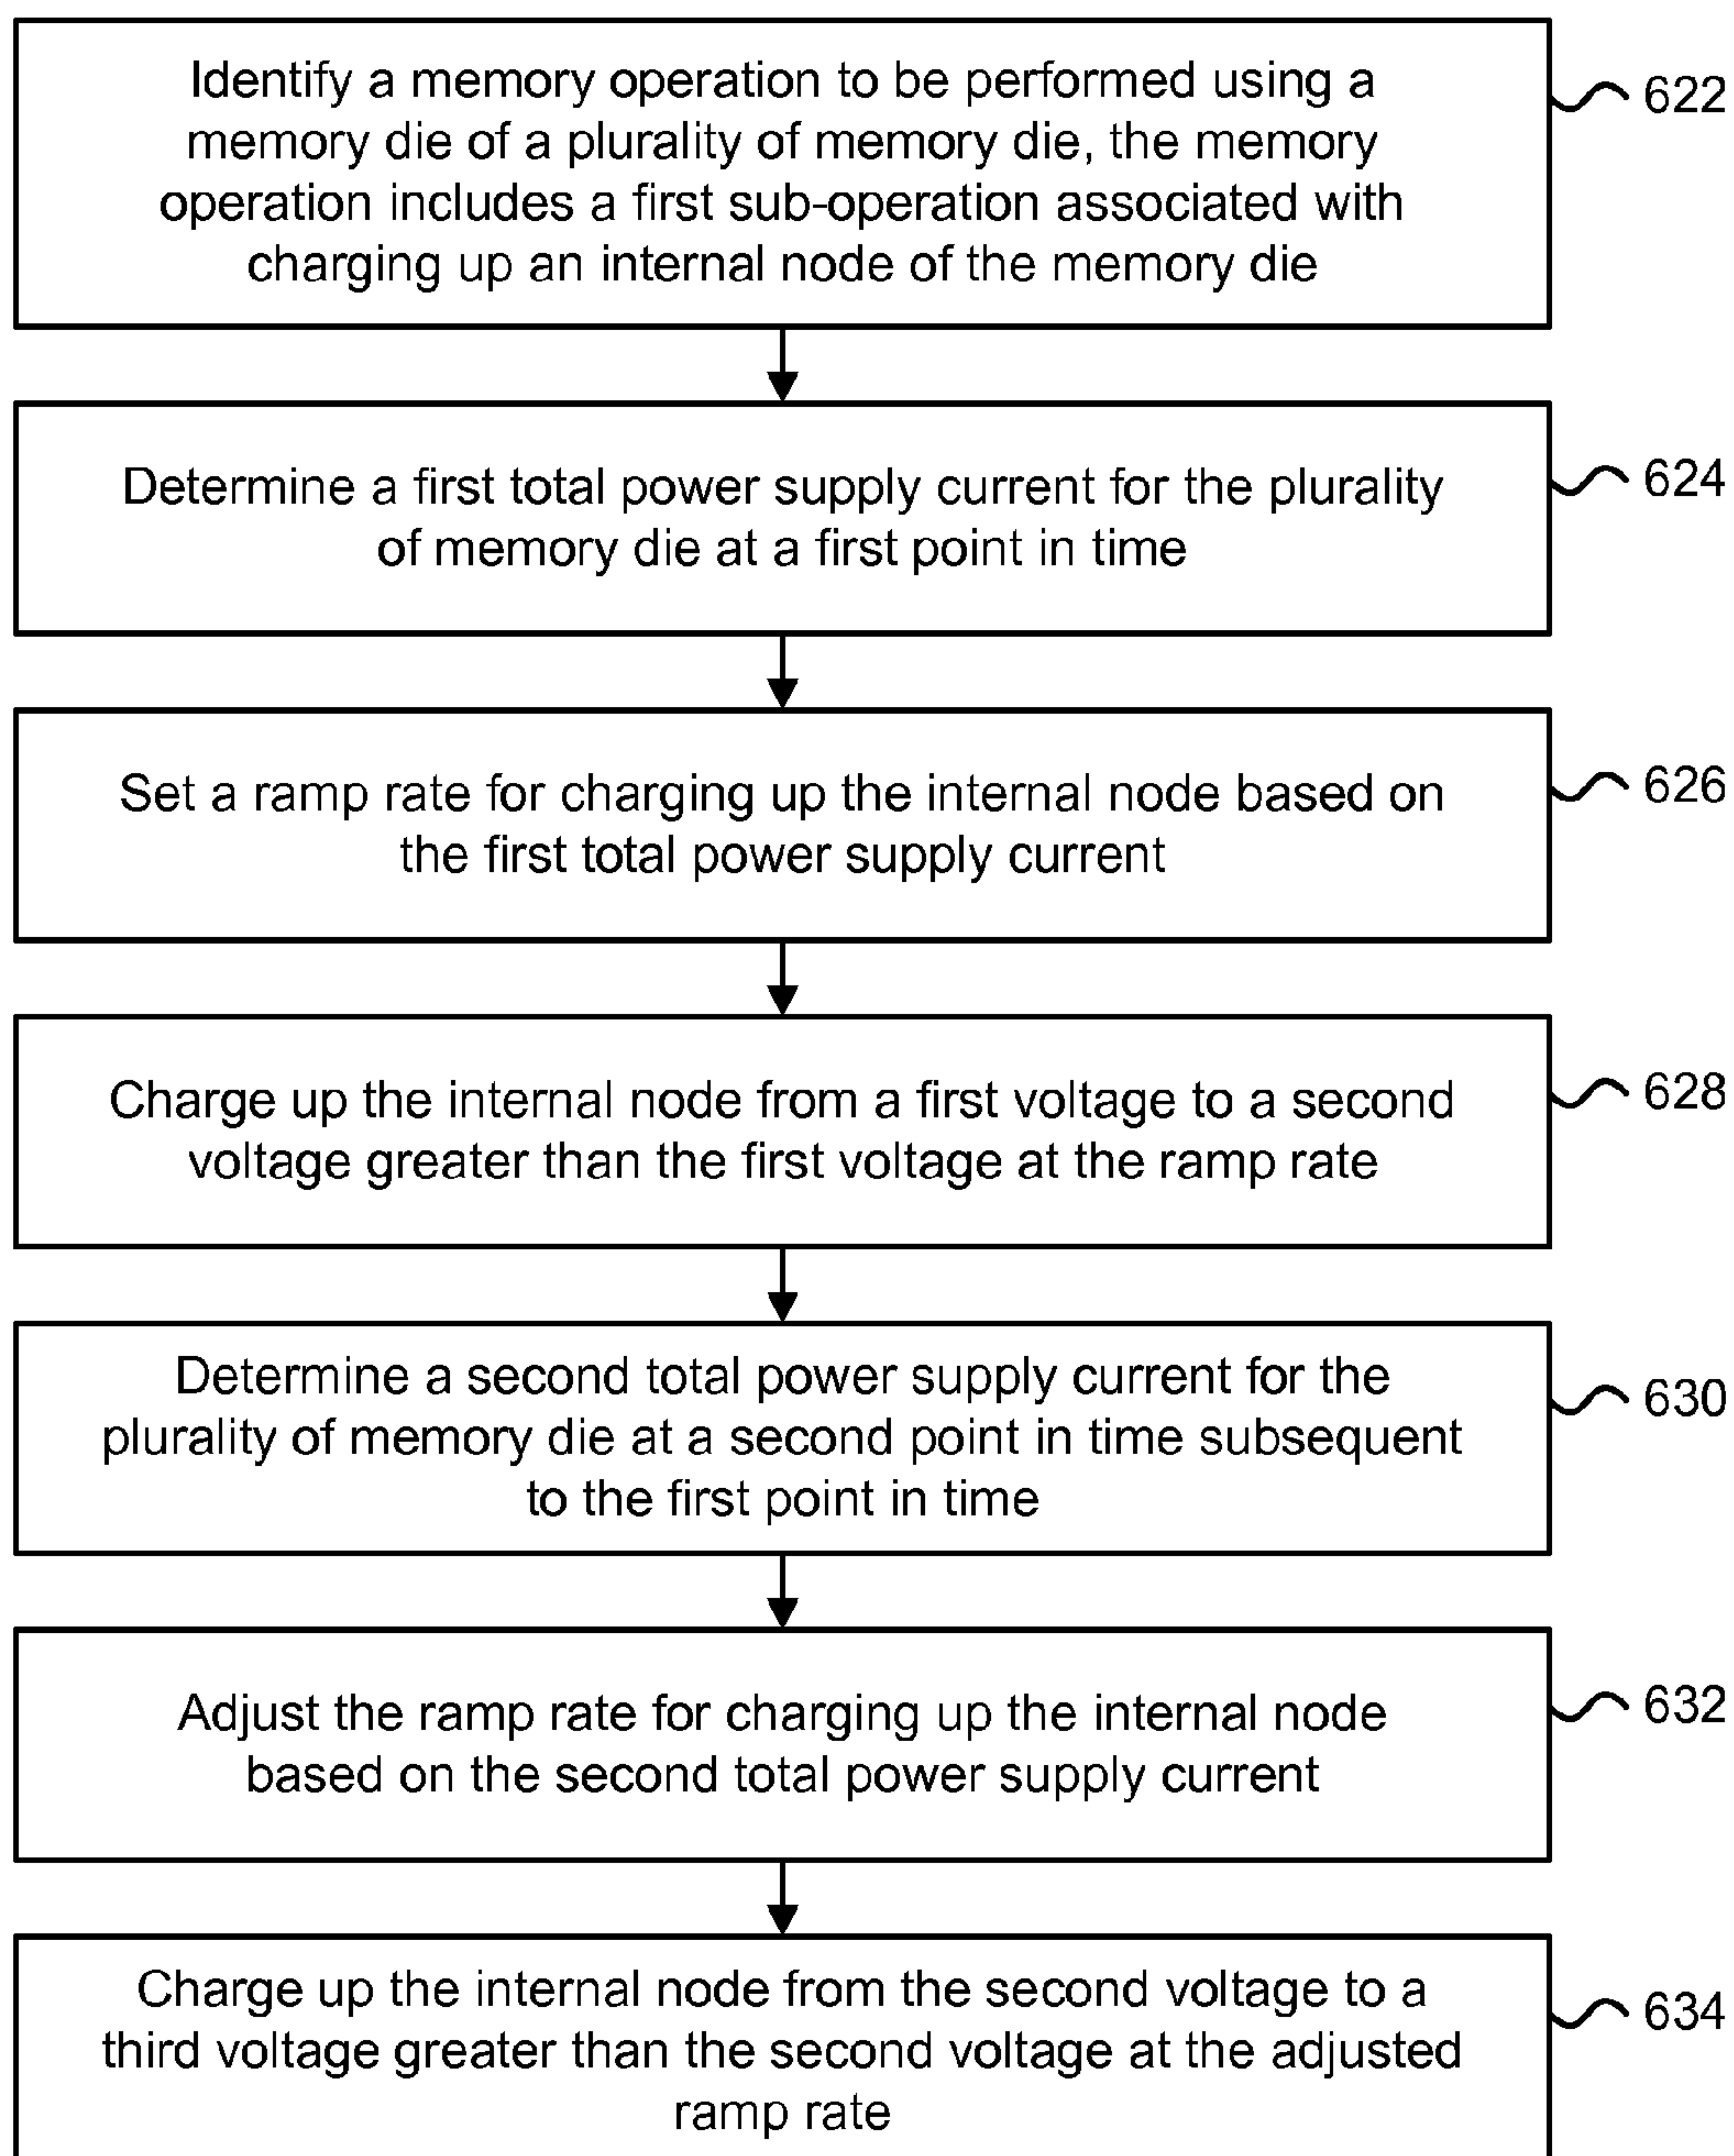 Identify a memory operation to be performed using a
memory die of a plurality of memory die, the memory
operation includes a first sub-operation associated with
charging up an internal node of the memory die
622
Determine a first total power supply current for the plurality
of memory die at a first point in time
624
Set a ramp rate for charging up the internal node based on
the first total power supply current
626
Charge up the internal node from a first voltage to a second
voltage greater than the first voltage at the ramp rate
628
Determine a second total power supply current for the
plurality of memory die at a second point in time subsequent
to the first point in time
630
Adjust the ramp rate for charging up the internal node
based on the second total power supply current
632
Charge up the internal node from the second voltage to a
third voltage greater than the second voltage at the adjusted
ramp rate
634